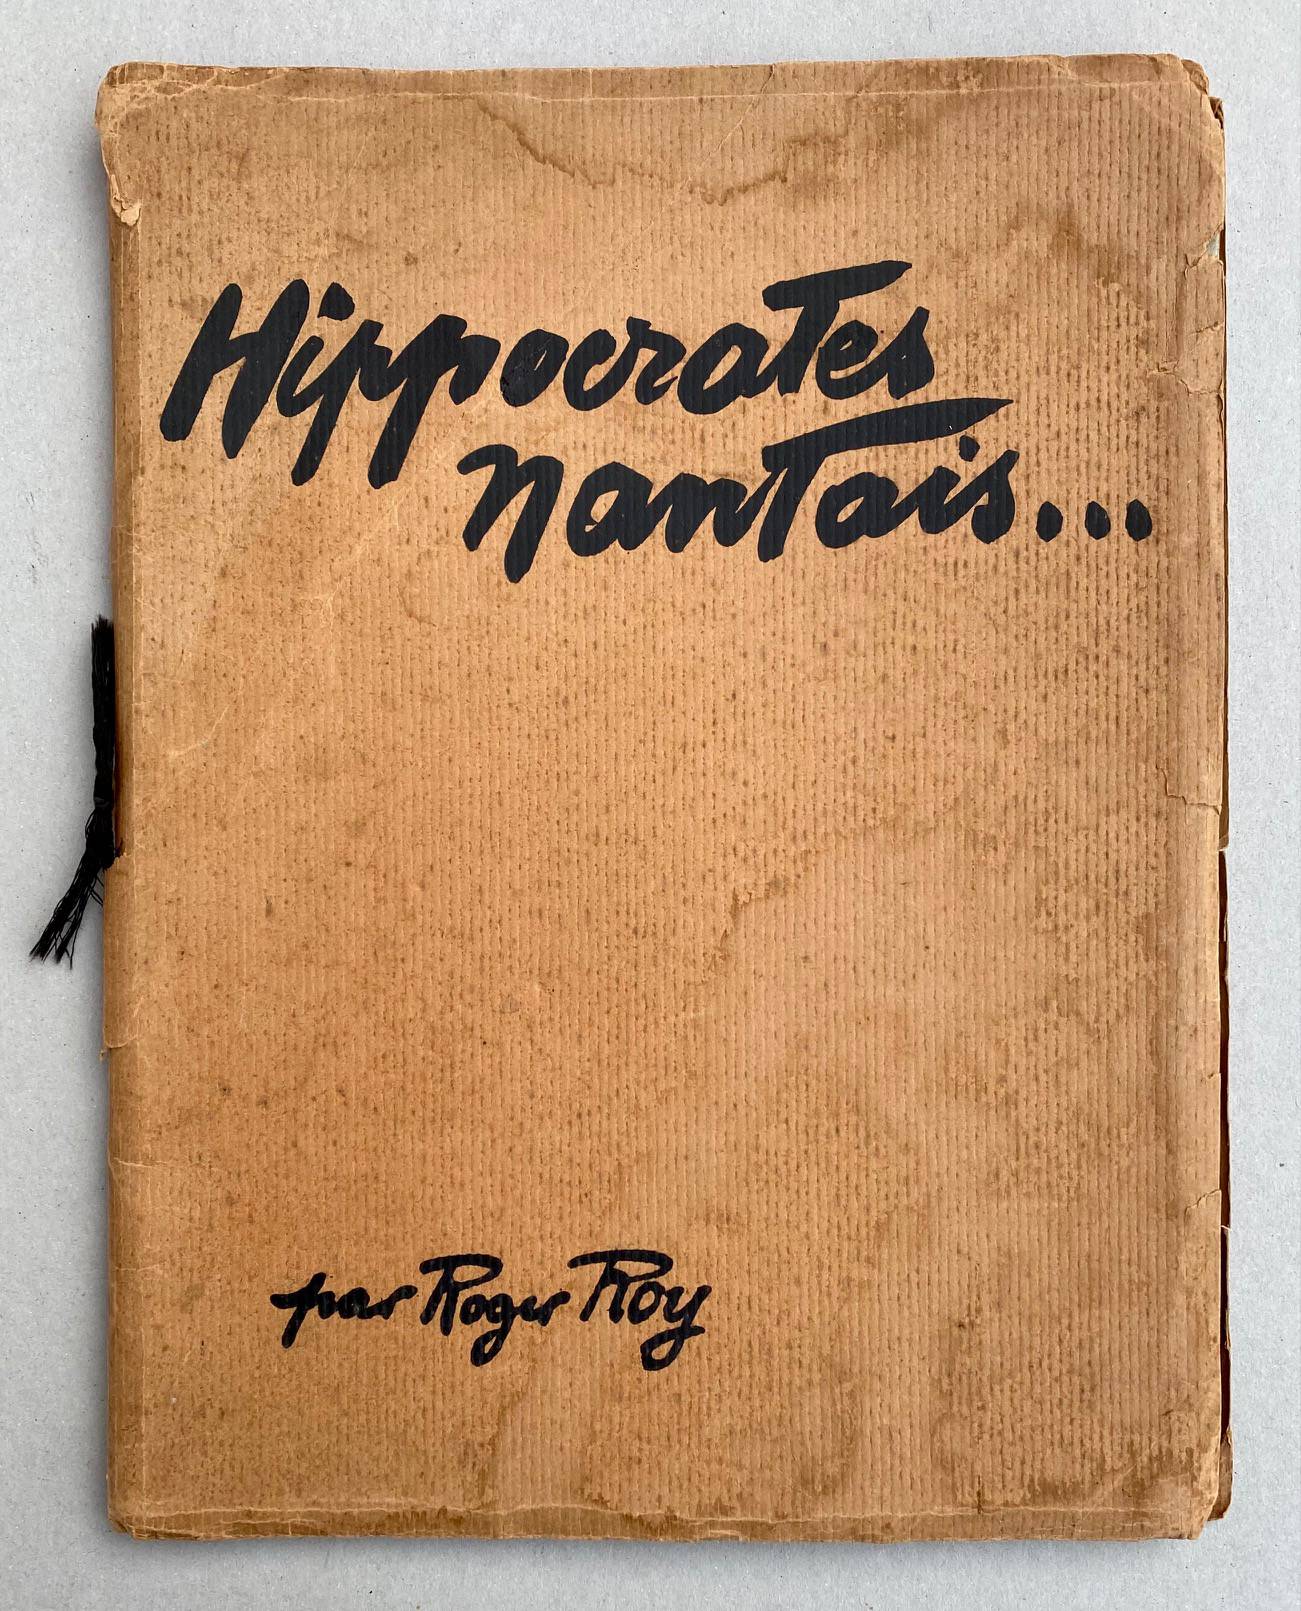 Hippocrates
nantais...
par Roger Roy